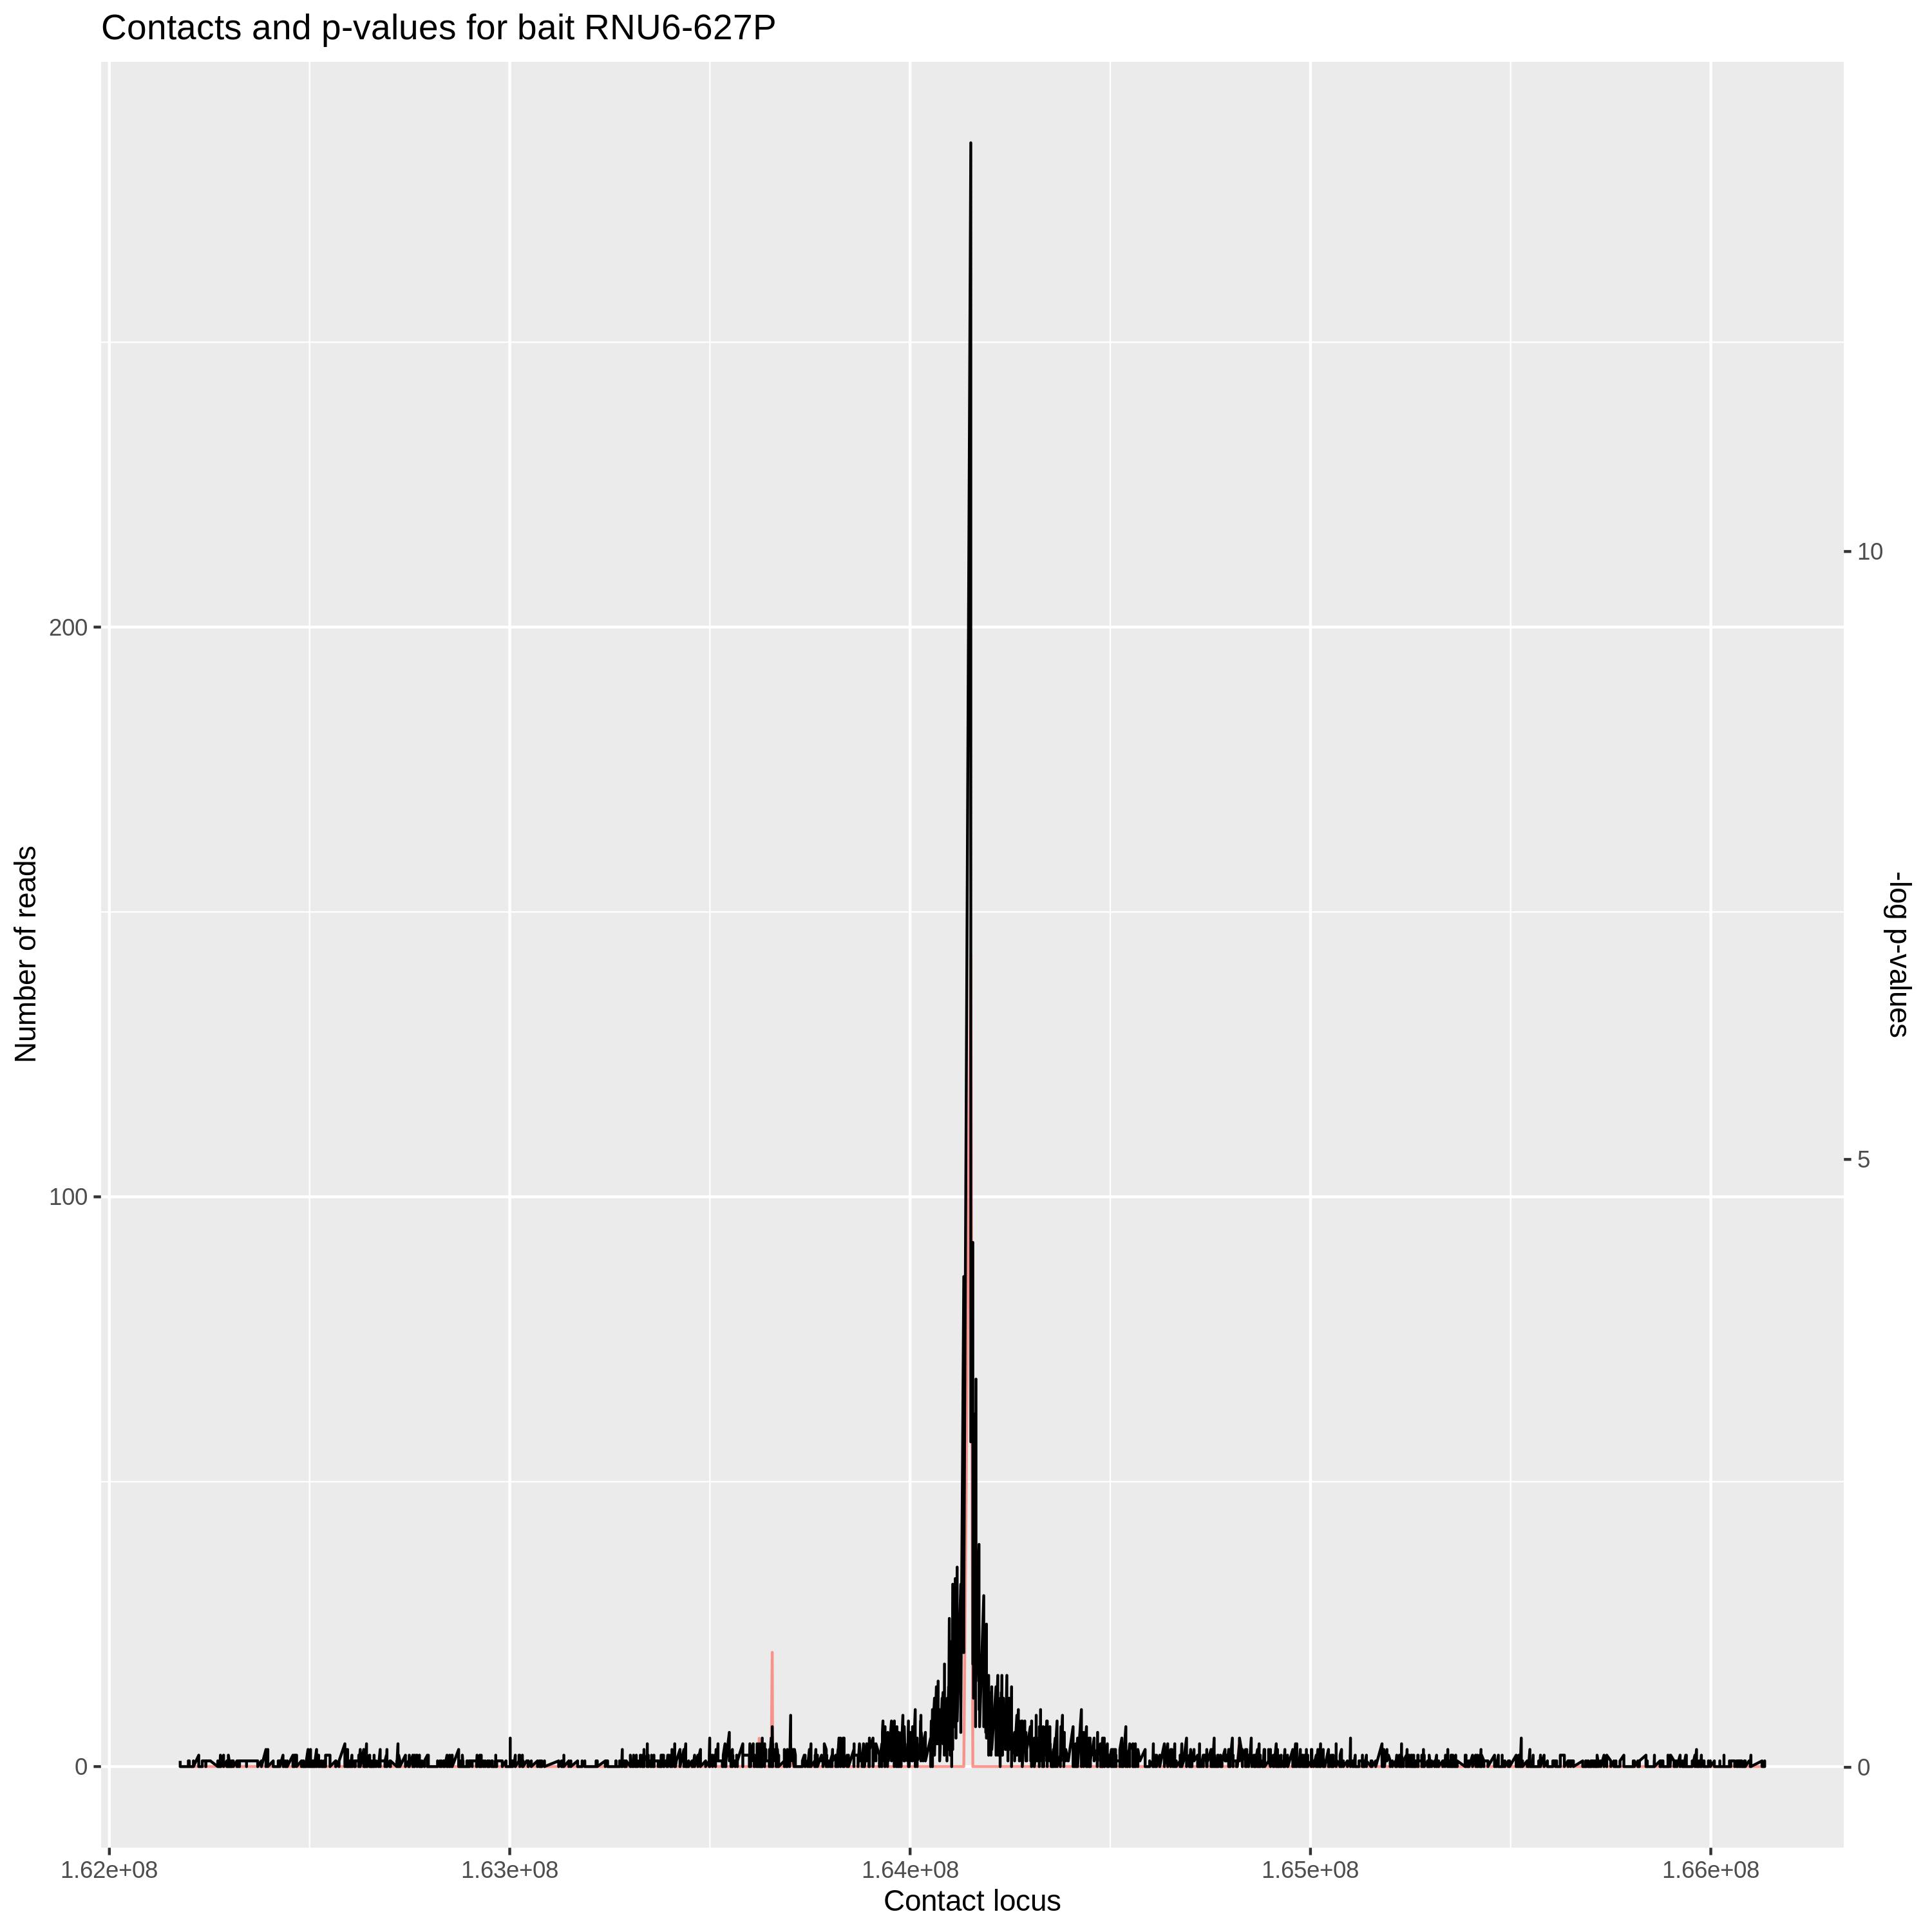 Contacts and p-values for bait RNU6-627P
Number of reads
200
100
0
10
5
0
-log p-values
1.62e+08
1.63e+08
1.64e+08
1.65e+08
1.66e+08
Contact locus